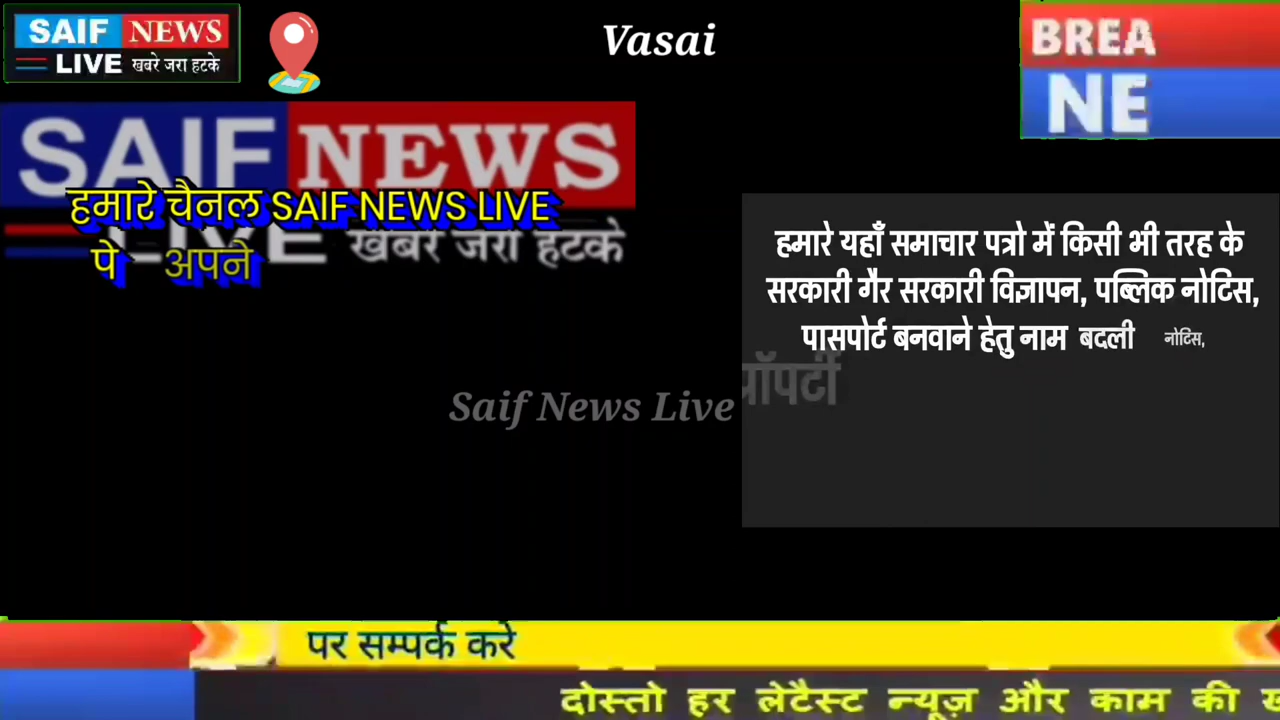 SAIF NEWS
LIVE खबरे जरा हटके
Vasai
BREA
NE
SAIF NEWS
LIVE खबरे जरा हटके
हमारे चैनल SAIF NEWS LIVE
पे अपने
हमारे यहाँ समाचार पत्रो में किसी भी तरह के
सरकारी गैर सरकारी विज्ञापन, पब्लिक नोटिस,
पासपोर्ट बनवाने हेतु नाम बदली नोटिस,
प्रॉपर्टी
Saif News Live
पर सम्पर्क करे
दोस्तो हर लेटैस्ट न्यूज़ और काम की